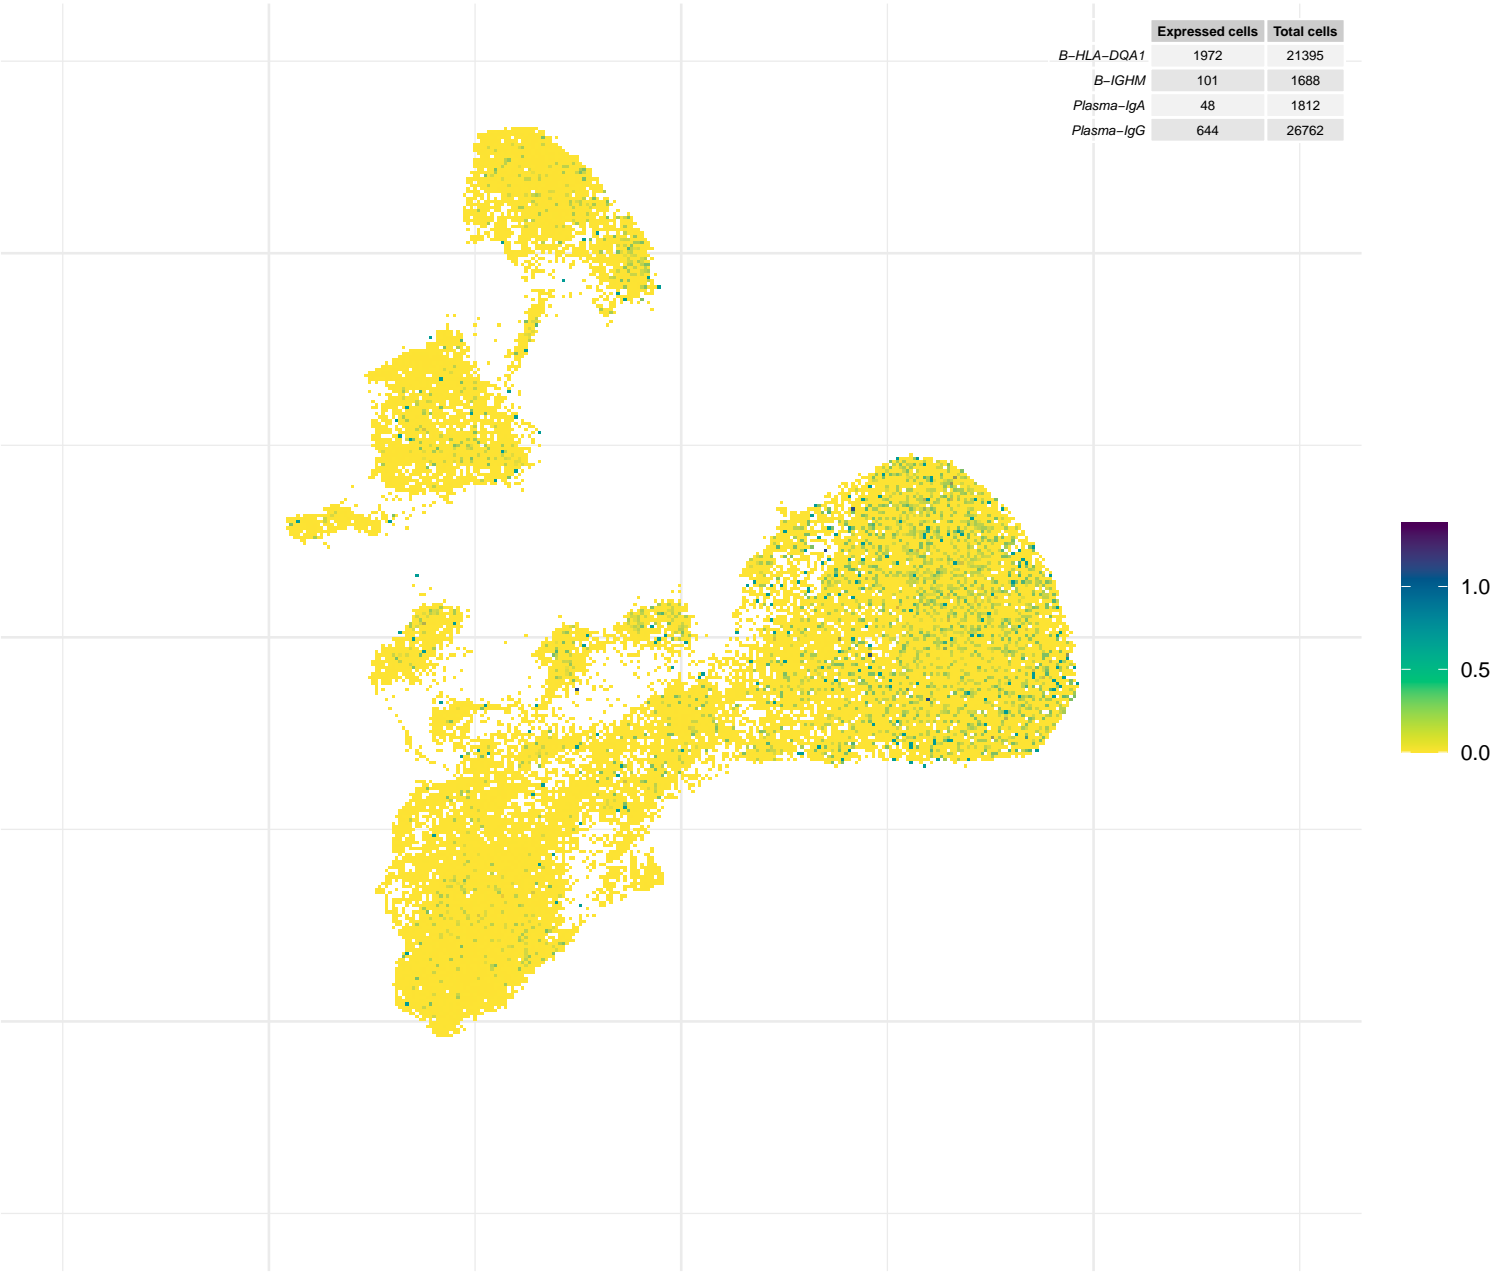 Expressed cells Total cells
B-HLA-DQA1 1972 21395
B-IGHM 101 1688
Plasma-IgA 48 1812
Plasma-IgG 644 26762
1.0
0.5
0.0